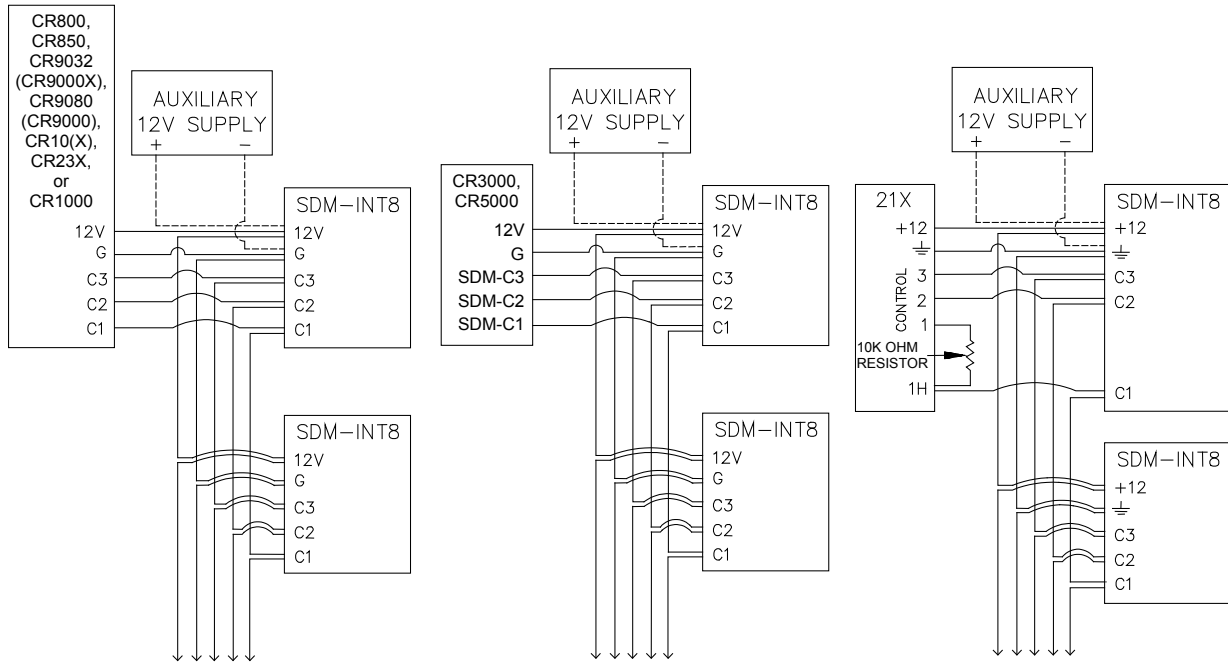 CR800,
CR850,
CR9032
(CR9000X),
CR9080
(CR9000),
CR10(X),
CR23X,
or
CR1000
12V
G
C3
C2
C1
AUXILIARY
12V SUPPLY
+ −
SDM−INT8
12V
G
C3
C2
C1
SDM−INT8
12V
G
C3
C2
C1
CR3000,
CR5000
12V
G
SDM-C3
SDM-C2
SDM-C1
AUXILIARY
12V SUPPLY
+ −
SDM−INT8
12V
G
C3
C2
C1
SDM−INT8
12V
G
C3
C2
C1
21X
+12
3
2
1
CONTROL
10K OHM
RESISTOR
1H
AUXILIARY
12V SUPPLY
+ −
SDM−INT8
+12
C3
C2
C1
SDM−INT8
+12
C3
C2
C1